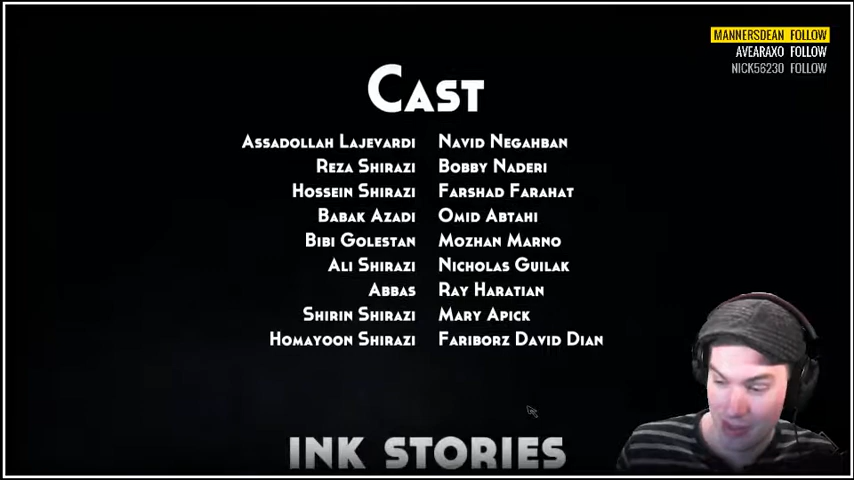 MANNERSDEAN FOLLOW
AVEARAXO FOLLOW
NICK56230 FOLLOW
CAST
ASSADOLLAH LAJEVARDI NAVID NEGAHBAN
REZA SHIRAZI BOBBY NADERI
HOSSEIN SHIRAZI FARSHAD FARAHAT
BABAK AZADI OMID ABTAHI
BIBI GOLESTAN MOZHAN MARNO
ALI SHIRAZI NICHOLAS GUILAK
ABBAS RAY HARATIAN
SHIRIN SHIRAZI MARY APICK
HOMAYOON SHIRAZI FARIBORZ DAVID DIAN
INK STORIES